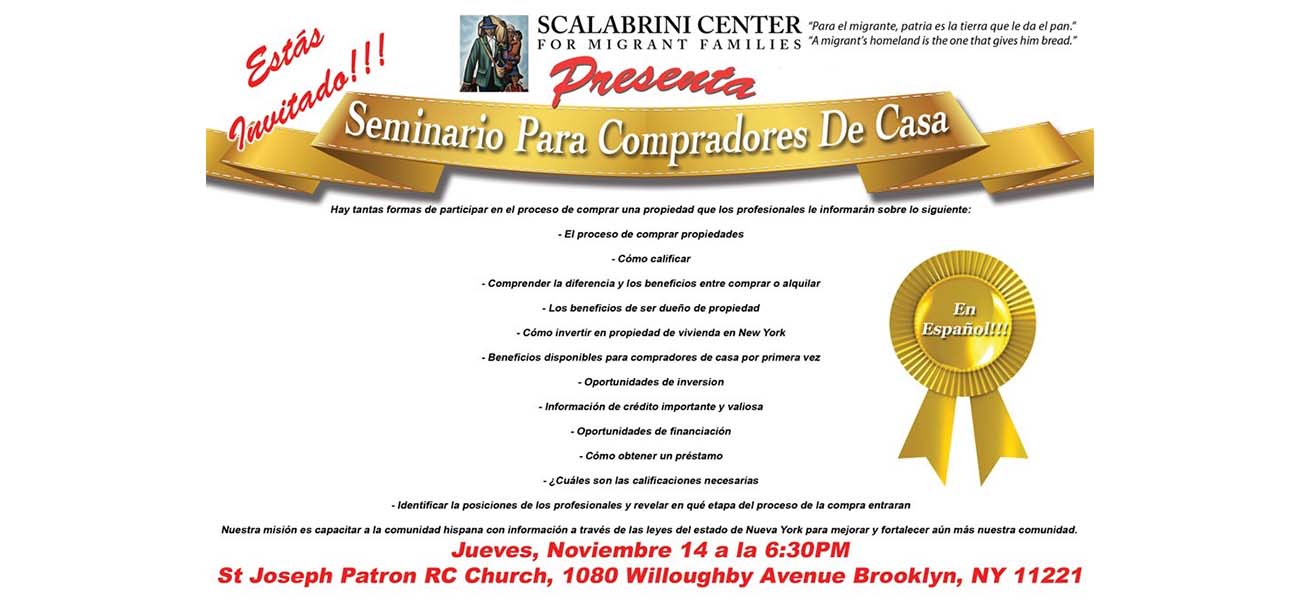 Estás
Invitado!!!
SCALABRINI CENTER
FOR MIGRANT FAMILIES
"Para el migrante, patria es la tierra que le da el pan."
"A migrant's homeland is the one that gives him bread."
Presenta
Seminario Para Compradores De Casa
Hay tantas formas de participar en el proceso de comprar una propiedad que los profesionales le informarán sobre lo siguiente:
- El proceso de comprar propiedades
- Cómo calificar
- Comprender la diferencia y los beneficios entre comprar o alquilar
- Los beneficios de ser dueño de propiedad
- Cómo invertir en propiedad de vivienda en New York
- Beneficios disponibles para compradores de casa por primera vez
- Oportunidades de inversion
- Información de crédito importante y valiosa
- Oportunidades de financiación
- Cómo obtener un préstamo
- ¿Cuáles son las calificaciones necesarias
- Identificar la posiciones de los profesionales y revelar en qué etapa del proceso de la compra entraran
En
Español!!!
Nuestra misión es capacitar a la comunidad hispana con información a través de las leyes del estado de Nueva York para mejorar y fortalecer aún más nuestra comunidad.
Jueves, Noviembre 14 a la 6:30PM
St Joseph Patron RC Church, 1080 Willoughby Avenue Brooklyn, NY 11221